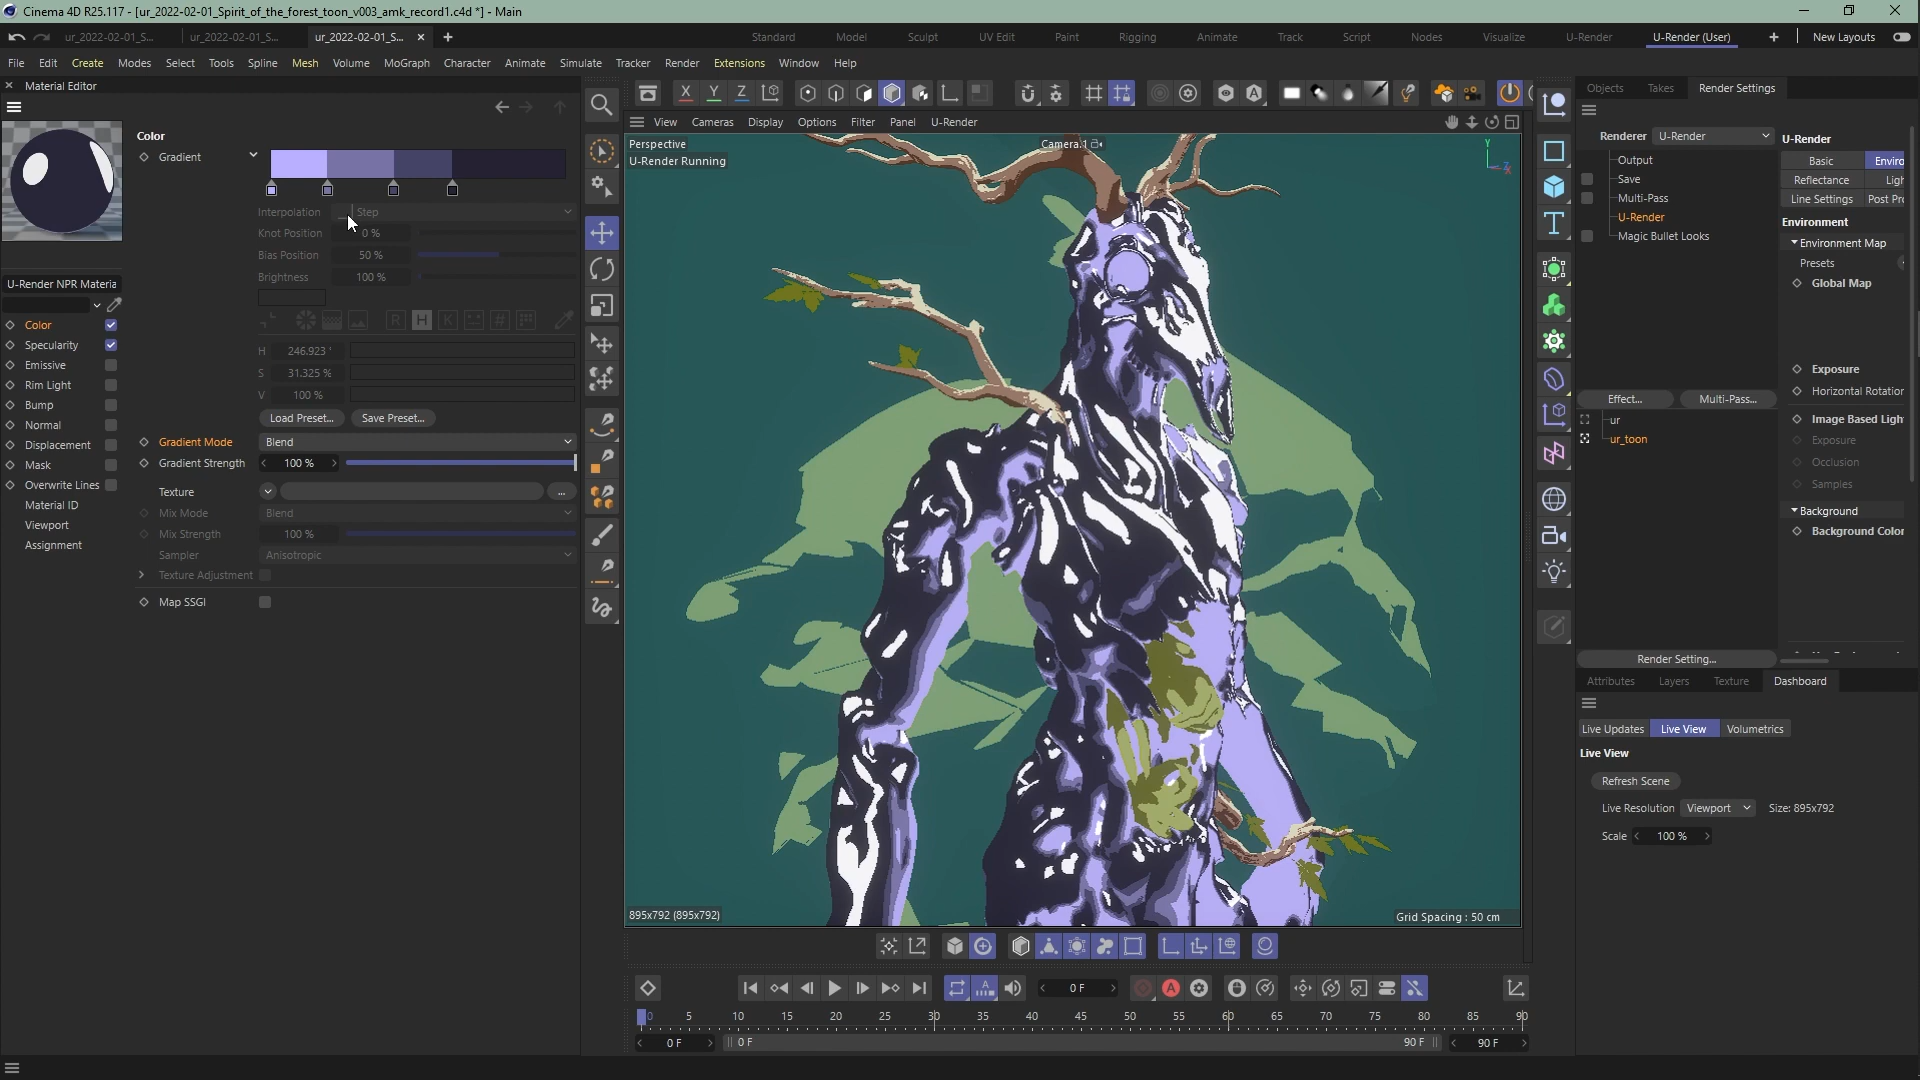 Cinema 4D R25.117 - [ur_2022-02-01_Spirit_of_the_forest_toon_v003_amk_record1.c4d *] - Main
ur_2022-02-01_S... ur_2022-02-01_S... ur_2022-02-01_S... Standard Model Sculpt UV Edit Paint Rigging Animate Track Script Nodes Visualize U-Render U-Render (User) New Layouts
File Edit Create Modes Select Tools Spline Mesh Volume MoGraph Character Animate Simulate Tracker Render Extensions Window Help
Material Editor
Color
Gradient
Interpolation Step
Knot Position 0 %
Bias Position 50 %
Brightness 100 %
R H K
H 246.923 °
S 31.325 %
V 100 %
Load Preset... Save Preset...
Gradient Mode Blend
Gradient Strength 100 %
Texture ...
Mix Mode Blend
Mix Strength 100 %
Sampler Anisotropic
Texture Adjustment
Map SSGI
U-Render NPR Materia
Color
Specularity
Emissive
Rim Light
Bump
Normal
Displacement
Mask
Overwrite Lines
Material ID
Viewport
Assignment
X Y Z
View Cameras Display Options Filter Panel U-Render
Perspective Camera.1
U-Render Running
Y
895x792 (895x792) Grid Spacing : 50 cm
0 F
0 5 10 15 20 25 30 35 40 45 50 55 60 65 70 75 80 85 90
0 F 0 F 90 F 90 F
Objects Takes Render Settings
Renderer U-Render
Output
Save
Multi-Pass
U-Render
Magic Bullet Looks
Effect... Multi-Pass...
ur
ur_toon
Render Setting...
U-Render
Basic Enviro
Reflectance Ligh
Line Settings Post Pr
Environment
Environment Map
Presets
Global Map
Exposure
Horizontal Rotation
Image Based Ligh
Exposure
Occlusion
Samples
Background
Background Color
Attributes Layers Texture Dashboard
Live Updates Live View Volumetrics
Live View
Refresh Scene
Live Resolution Viewport Size: 895x792
Scale 100 %